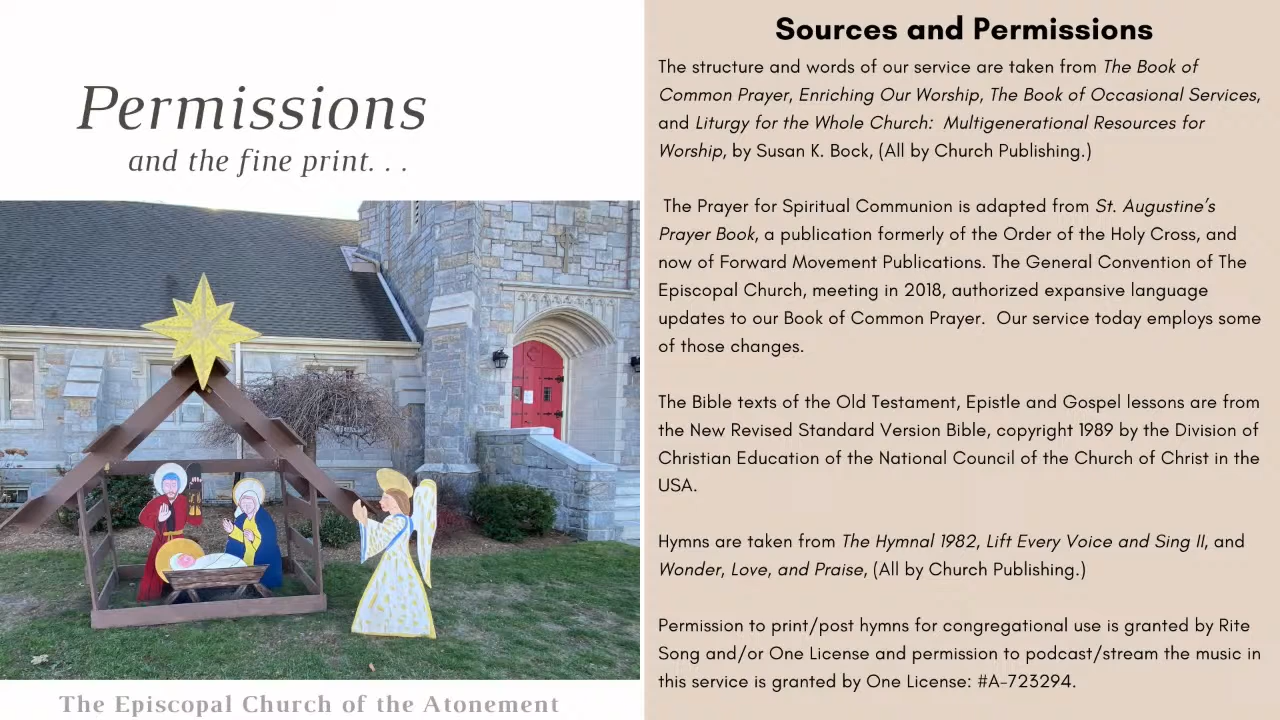 Permissions
and the fine print. . .
The Episcopal Church of the Atonement
Sources and Permissions
The structure and words of our service are taken from The Book of
Common Prayer, Enriching Our Worship, The Book of Occasional Services,
and Liturgy for the Whole Church:  Multigenerational Resources for
Worship, by Susan K. Bock, (All by Church Publishing.)
The Prayer for Spiritual Communion is adapted from St. Augustine’s
Prayer Book, a publication formerly of the Order of the Holy Cross, and
now of Forward Movement Publications. The General Convention of The
Episcopal Church, meeting in 2018, authorized expansive language
updates to our Book of Common Prayer.  Our service today employs some
of those changes.
The Bible texts of the Old Testament, Epistle and Gospel lessons are from
the New Revised Standard Version Bible, copyright 1989 by the Division of
Christian Education of the National Council of the Church of Christ in the
USA.
Hymns are taken from The Hymnal 1982, Lift Every Voice and Sing II, and
Wonder, Love, and Praise, (All by Church Publishing.)
Permission to print/post hymns for congregational use is granted by Rite
Song and/or One License and permission to podcast/stream the music in
this service is granted by One License: #A-723294.